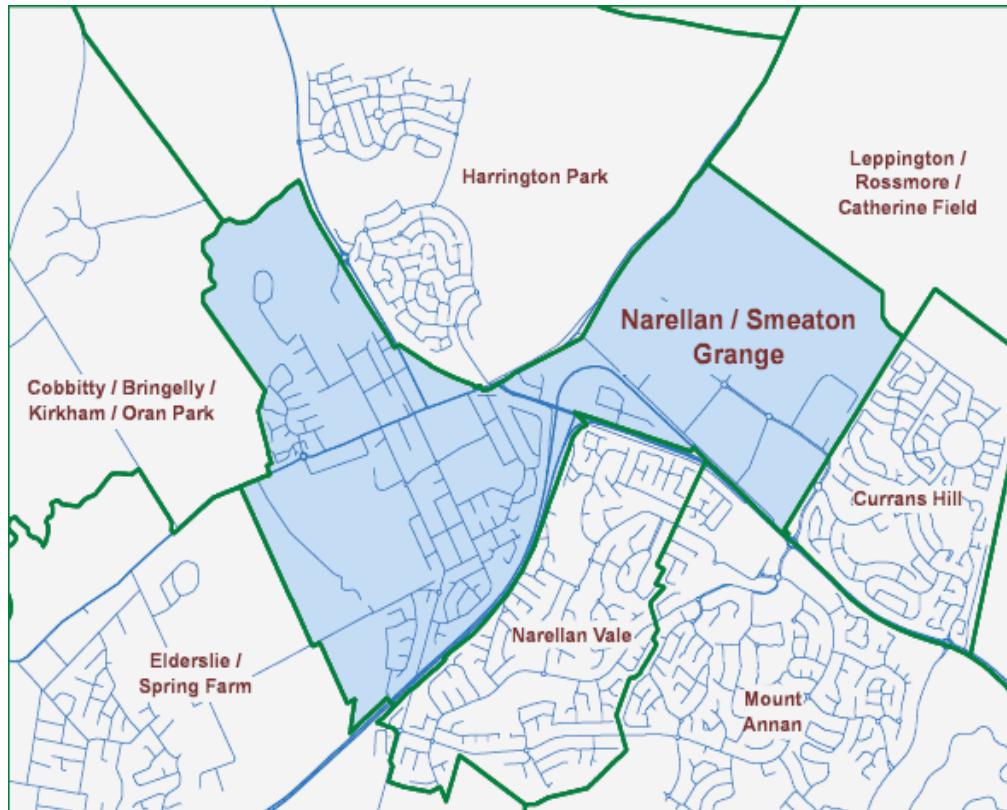 Harrington Park
Leppington /
Rossmore /
Catherine Field
Narellan / Smeaton
Grange
Cobbitty / Bringelly /
Kirkham / Oran Park
Currans Hill
Narellan Vale
Elderslie /
Spring Farm
Mount
Annan